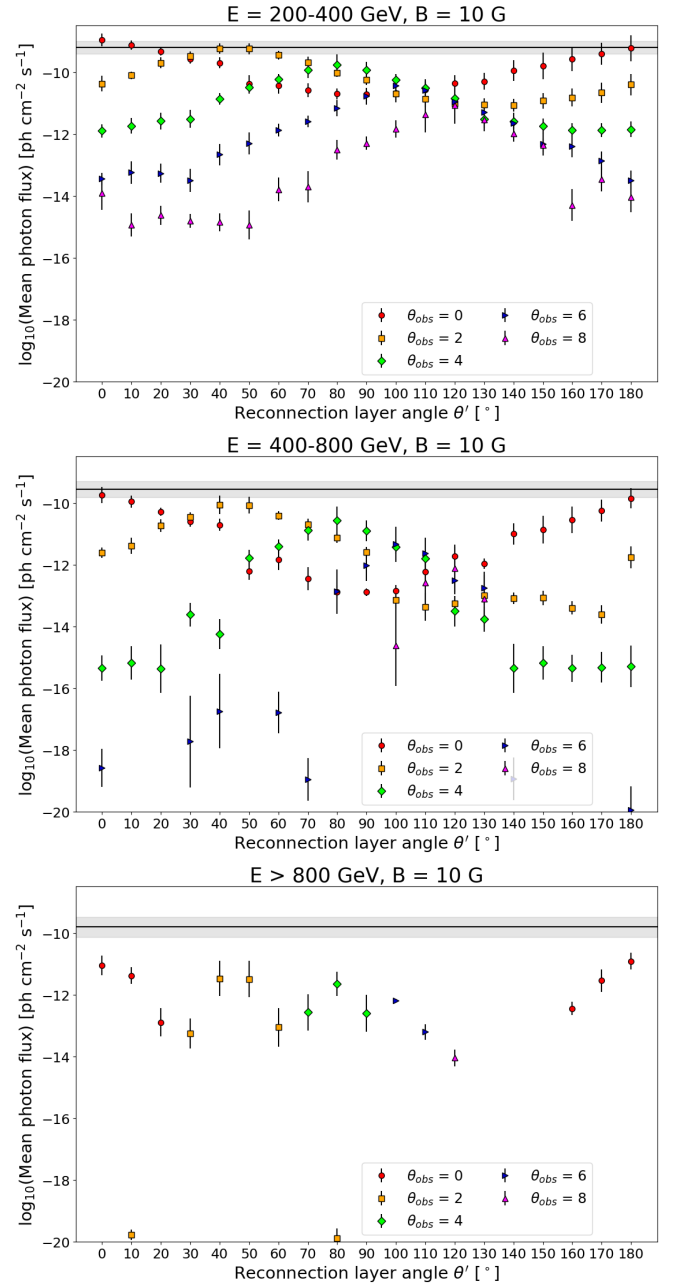 E = 200-400 GeV, B = 10 G
log₁₀(Mean photon flux) [ph cm⁻² s⁻¹]
−10
−12
−14
−16
−18
−20
θobs = 0
θobs = 2
θobs = 4
θobs = 6
θobs = 8
0 10 20 30 40 50 60 70 80 90 100 110 120 130 140 150 160 170 180
Reconnection layer angle θ′ [°]
E = 400-800 GeV, B = 10 G
log₁₀(Mean photon flux) [ph cm⁻² s⁻¹]
−10
−12
−14
−16
−18
−20
θobs = 0
θobs = 2
θobs = 4
θobs = 6
θobs = 8
0 10 20 30 40 50 60 70 80 90 100 110 120 130 140 150 160 170 180
Reconnection layer angle θ′ [°]
E > 800 GeV, B = 10 G
log₁₀(Mean photon flux) [ph cm⁻² s⁻¹]
−10
−12
−14
−16
−18
−20
θobs = 0
θobs = 2
θobs = 4
θobs = 6
θobs = 8
0 10 20 30 40 50 60 70 80 90 100 110 120 130 140 150 160 170 180
Reconnection layer angle θ′ [°]